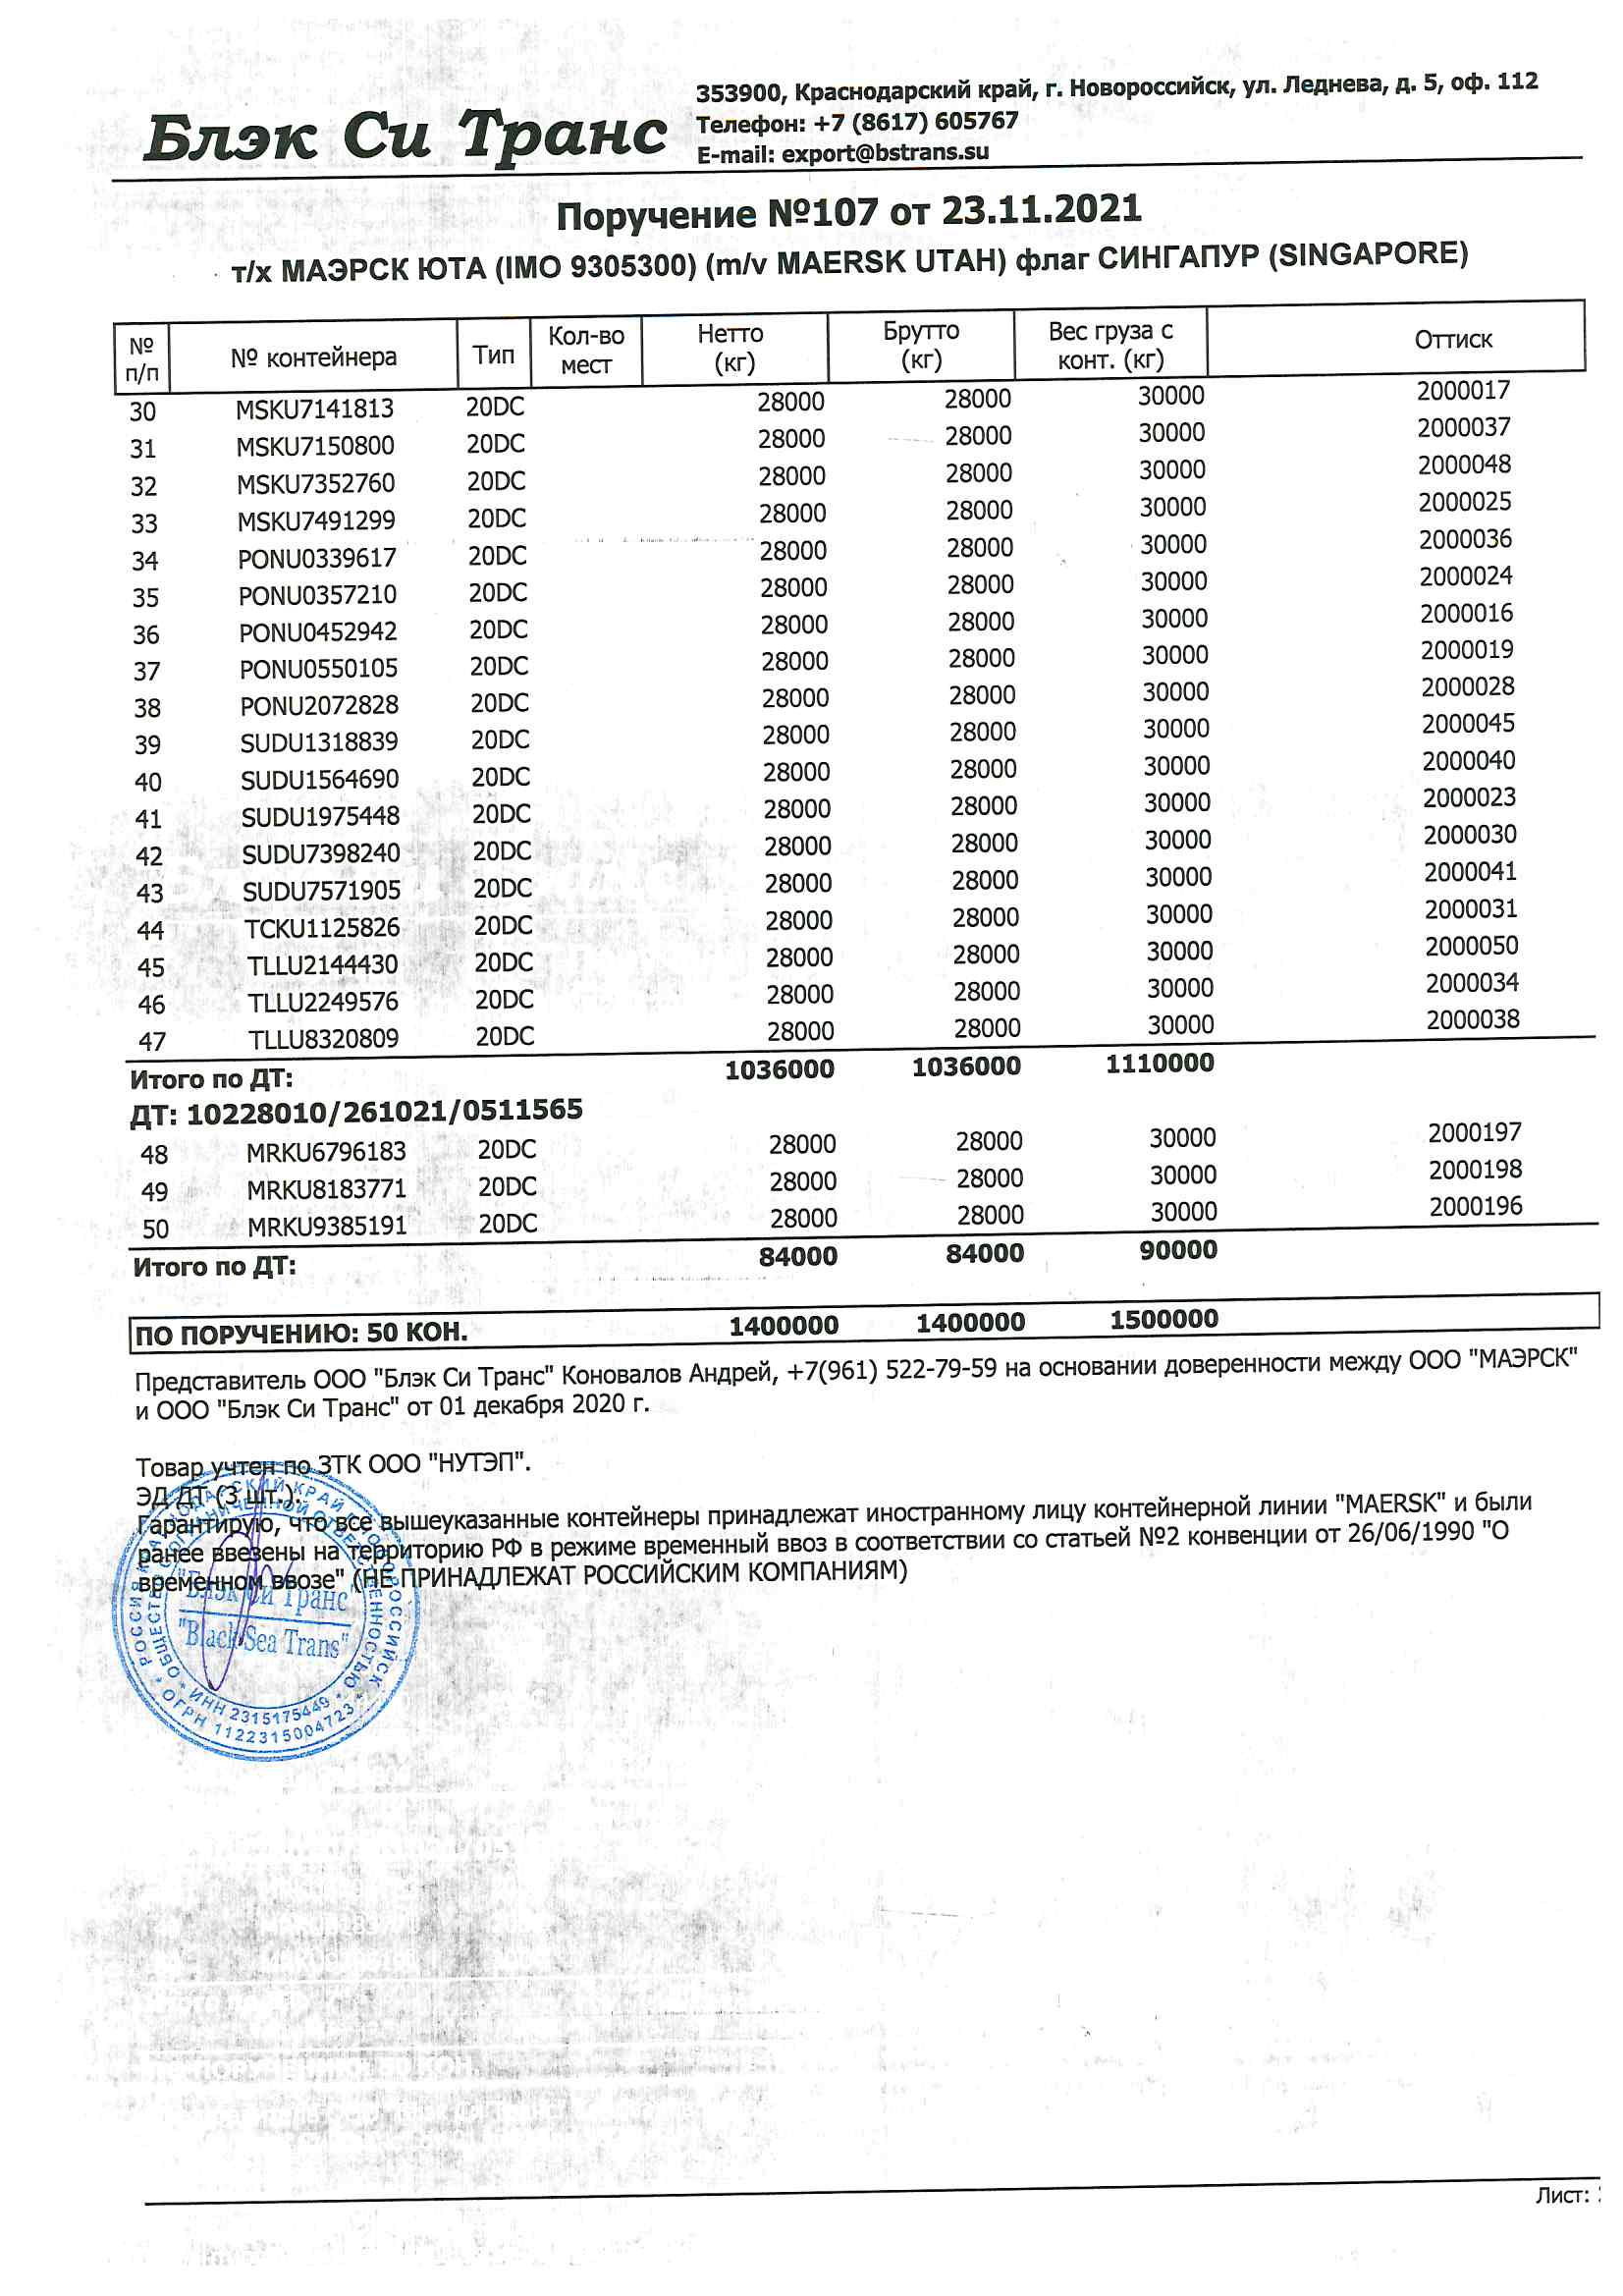 Блэк Си Транс
353900, Краснодарский край, г. Новороссийск, ул. Леднева, д. 5, оф. 112
Телефон: +7 (8617) 605767
E-mail: export@bstrans.su
Поручение №107 от 23.11.2021
т/х МАЭРСК ЮТА (IMO 9305300) (m/v MAERSK UTAH) флаг СИНГАПУР (SINGAPORE)
№ п/п № контейнера Тип Кол-во мест Нетто (кг) Брутто (кг) Вес груза с конт. (кг) Оттиск
30 MSKU7141813 20DC 28000 28000 30000 2000017
31 MSKU7150800 20DC 28000 28000 30000 2000037
32 MSKU7352760 20DC 28000 28000 30000 2000048
33 MSKU7491299 20DC 28000 28000 30000 2000025
34 PONU0339617 20DC 28000 28000 30000 2000036
35 PONU0357210 20DC 28000 28000 30000 2000024
36 PONU0452942 20DC 28000 28000 30000 2000016
37 PONU0550105 20DC 28000 28000 30000 2000019
38 PONU2072828 20DC 28000 28000 30000 2000028
39 SUDU1318839 20DC 28000 28000 30000 2000045
40 SUDU1564690 20DC 28000 28000 30000 2000040
41 SUDU1975448 20DC 28000 28000 30000 2000023
42 SUDU7398240 20DC 28000 28000 30000 2000030
43 SUDU7571905 20DC 28000 28000 30000 2000041
44 TCKU1125826 20DC 28000 28000 30000 2000031
45 TLLU2144430 20DC 28000 28000 30000 2000050
46 TLLU2249576 20DC 28000 28000 30000 2000034
47 TLLU8320809 20DC 28000 28000 30000 2000038
Итого по ДТ: 1036000 1036000 1110000
ДТ: 10228010/261021/0511565
48 MRKU6796183 20DC 28000 28000 30000 2000197
49 MRKU8183771 20DC 28000 28000 30000 2000198
50 MRKU9385191 20DC 28000 28000 30000 2000196
Итого по ДТ: 84000 84000 90000
ПО ПОРУЧЕНИЮ: 50 КОН. 1400000 1400000 1500000
Представитель ООО "Блэк Си Транс" Коновалов Андрей, +7(961) 522-79-59 на основании доверенности между ООО "МАЭРСК"
и ООО "Блэк Си Транс" от 01 декабря 2020 г.
Товар учтен по ЗТК ООО "НУТЭП".
ЭД ДТ (3 шт.).
Гарантирую, что все вышеуказанные контейнеры принадлежат иностранному лицу контейнерной линии "MAERSK" и были
ранее ввезены на территорию РФ в режиме временный ввоз в соответствии со статьей №2 конвенции от 26/06/1990 "О
временном ввозе" (НЕ ПРИНАДЛЕЖАТ РОССИЙСКИМ КОМПАНИЯМ)
РОССИЯ КРАСНОДАРСКИЙ КРАЙ НОВОРОССИЙСК
ОБЩЕСТВО С ОГРАНИЧЕННОЙ ОТВЕТСТВЕННОСТЬЮ
"Блэк Си Транс"
"Black Sea Trans"
ИНН 2315175449
ОГРН 1122315004723
Лист: